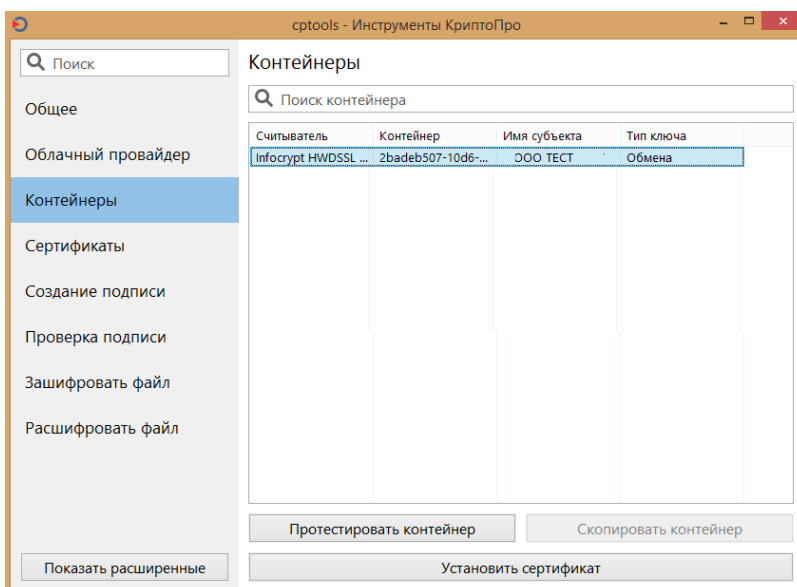 cptools - Инструменты КриптоПро
Поиск
Общее
Облачный провайдер
Контейнеры
Сертификаты
Создание подписи
Проверка подписи
Зашифровать файл
Расшифровать файл
Показать расширенные
Контейнеры
Поиск контейнера
Считыватель Контейнер Имя субъекта Тип ключа
Infocrypt HWDSSL ... 2badeb507-10d6-... ООО ТЕСТ Обмена
Протестировать контейнер Скопировать контейнер
Установить сертификат